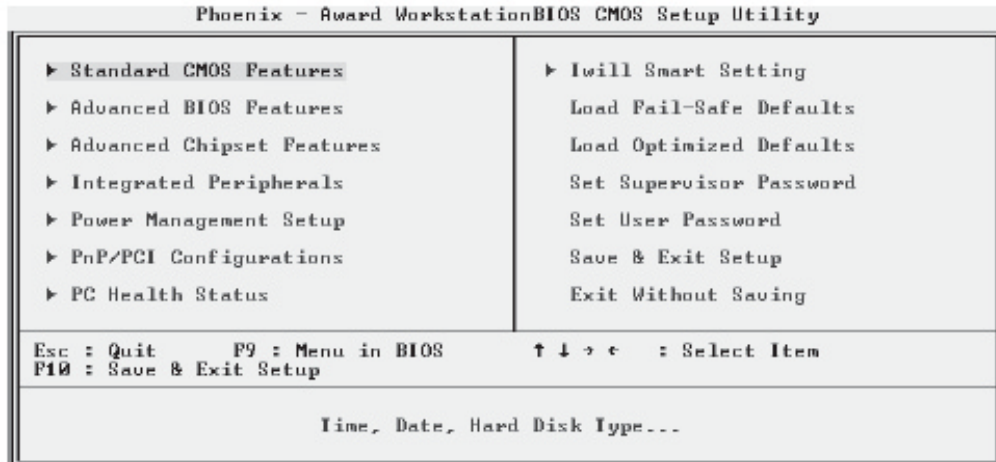 Phoenix - Award WorkstationBIOS CMOS Setup Utility
▶ Standard CMOS Features
▶ Advanced BIOS Features
▶ Advanced Chipset Features
▶ Integrated Peripherals
▶ Power Management Setup
▶ PnP/PCI Configurations
▶ PC Health Status
▶ Iwill Smart Setting
Load Fail-Safe Defaults
Load Optimized Defaults
Set Supervisor Password
Set User Password
Save & Exit Setup
Exit Without Saving
Esc : Quit F9 : Menu in BIOS ↑ ↓ → ← : Select Item
F10 : Save & Exit Setup
Time, Date, Hard Disk Type...